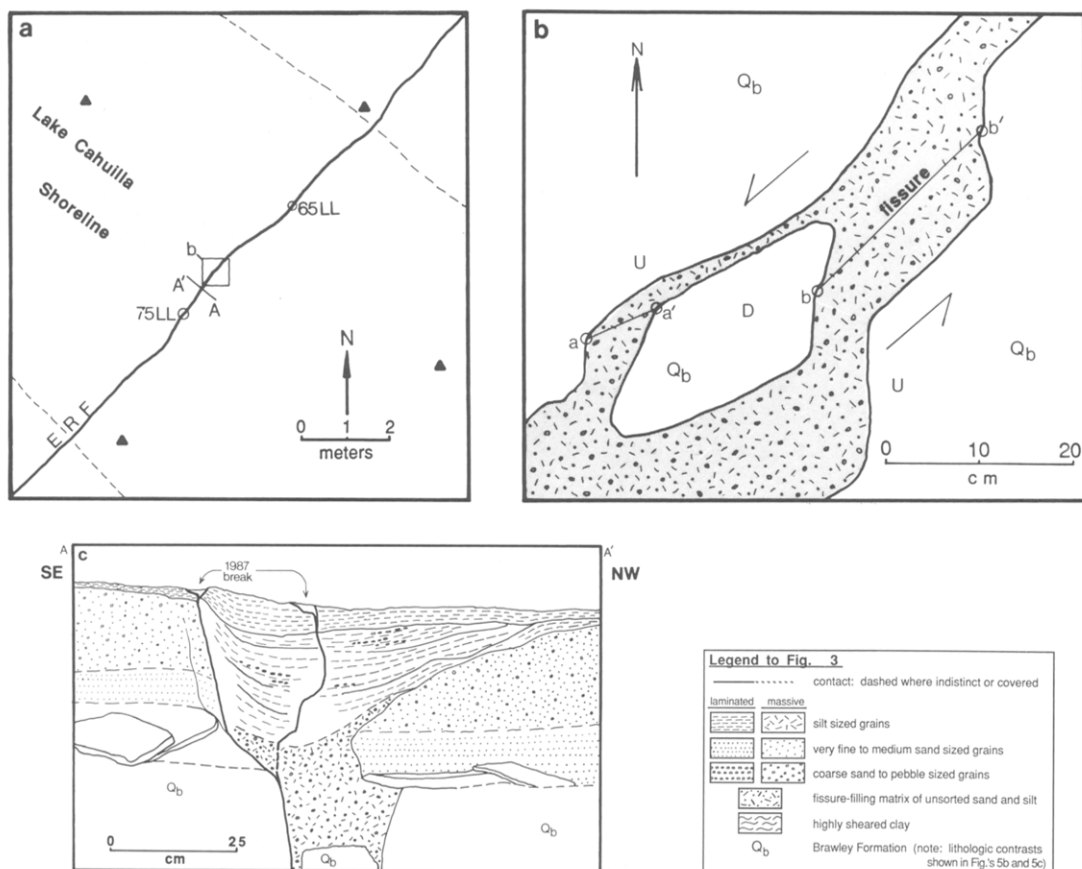 a
Lake Cahuilla
Shoreline
65LL
b
A'
A
75LL
E R F
N
0 1 2
meters
b
N
Qb
b'
fissure
U
D
b
a'
a
Qb
Qb
U
0 10 20
cm
A
c
A'
SE
1987
break
NW
Qb
Qb
Qb
0 25
cm
Legend to Fig. 3
contact: dashed where indistinct or covered
laminated massive
silt sized grains
very fine to medium sand sized grains
coarse sand to pebble sized grains
fissure-filling matrix of unsorted sand and silt
highly sheared clay
Qb Brawley Formation (note: lithologic contrasts
shown in Fig.'s 5b and 5c)